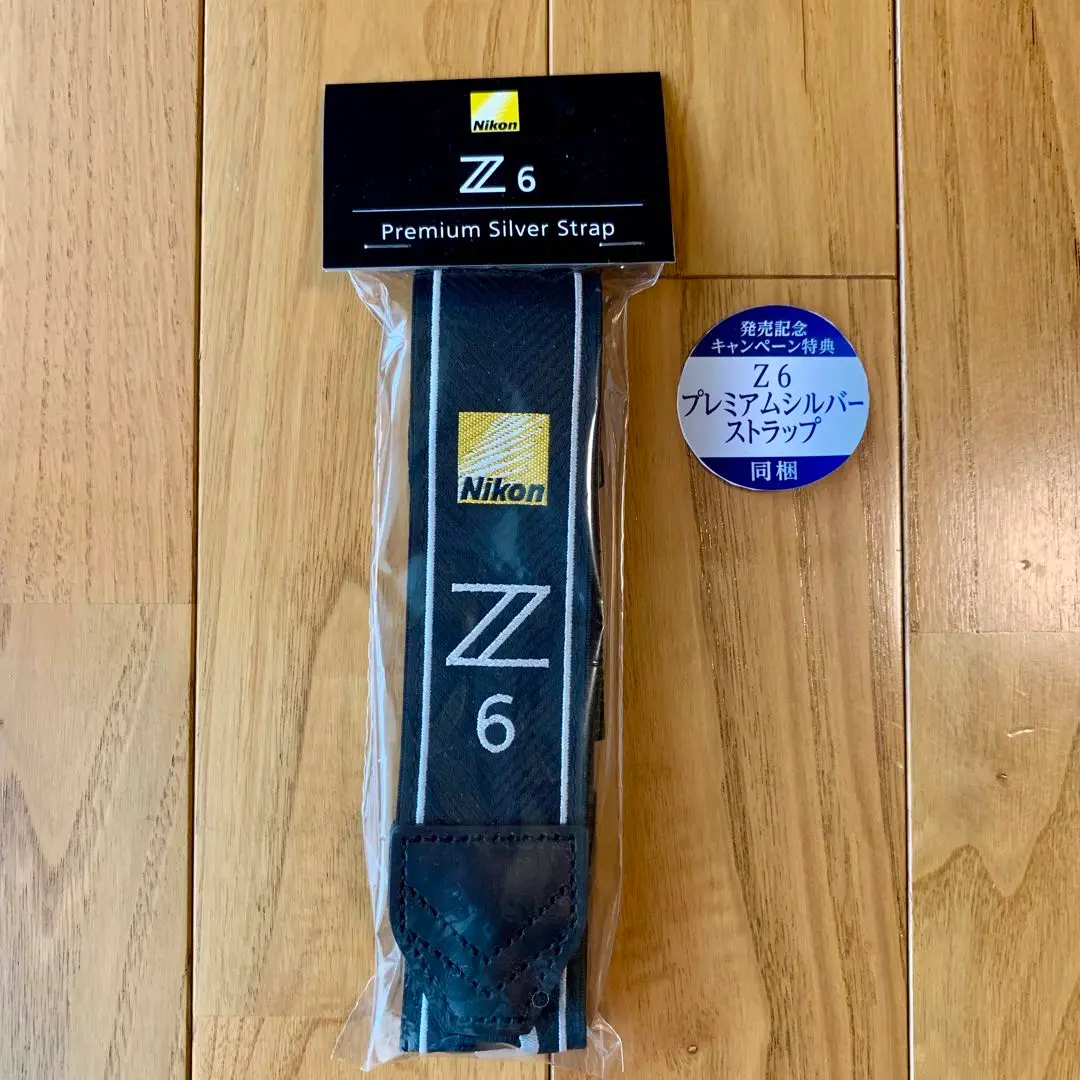 Nikon
Z 6
Premium Silver Strap
Nikon
Z
6
発売記念
キャンペーン特典
Z 6
プレミアムシルバー
ストラップ
同梱